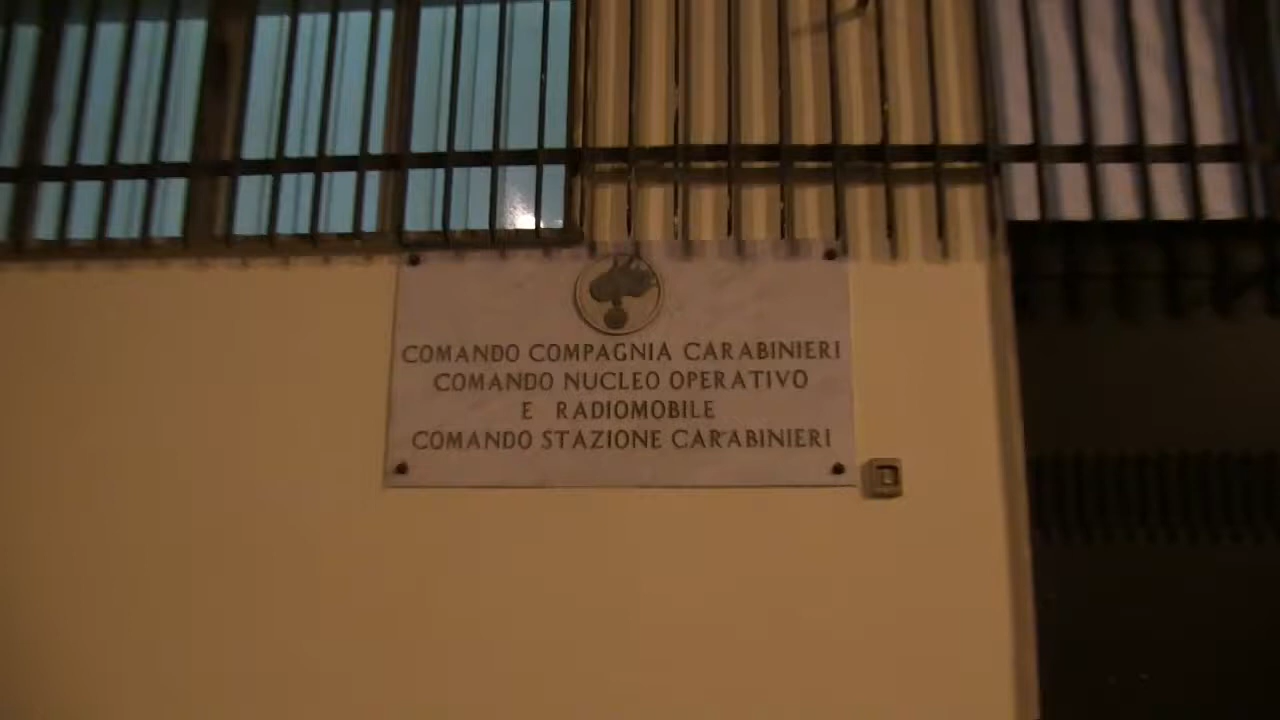 COMANDO COMPAGNIA CARABINIERI
COMANDO NUCLEO OPERATIVO
E RADIOMOBILE
COMANDO STAZIONE CARABINIERI